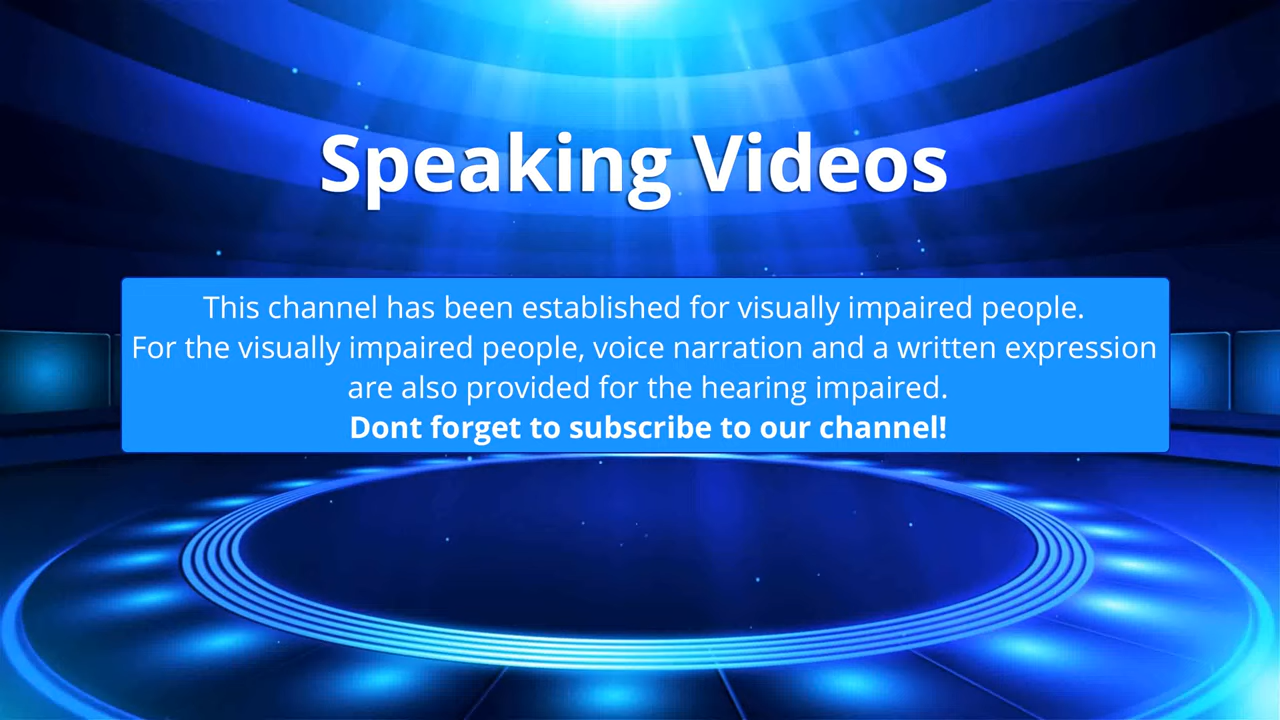 Speaking Videos
This channel has been established for visually impaired people.
For the visually impaired people, voice narration and a written expression
are also provided for the hearing impaired.
Dont forget to subscribe to our channel!